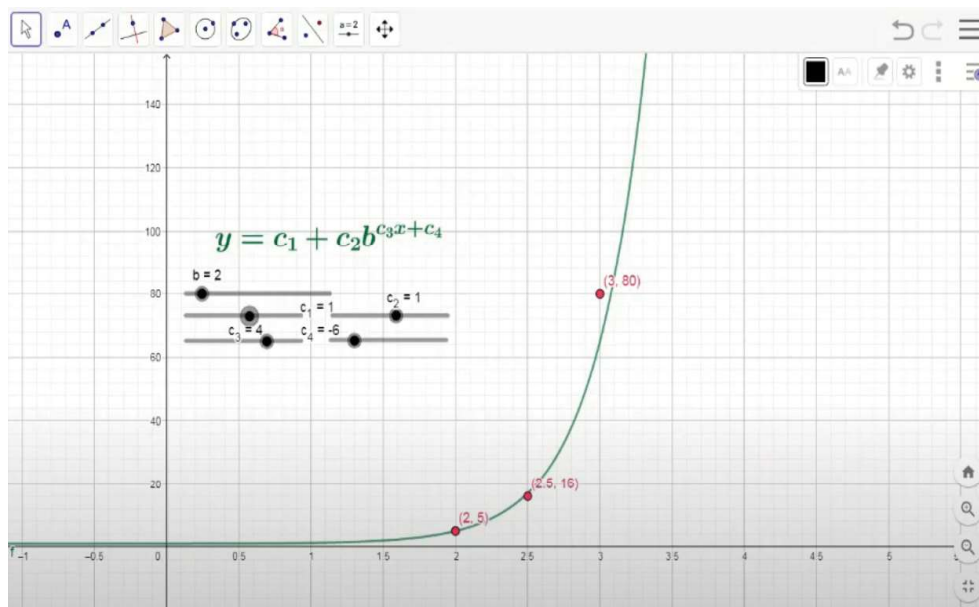 A
a=2
AA
140
120
100
y = c₁ + c₂b^{c₃x+c₄}
b = 2
80
(3, 80)
c₁ = 1
c₂ = 1
c₃ = 4
c₄ = -6
60
40
20
(2.5, 16)
(2, 5)
f
–1
–0.5
0
0.5
1
1.5
2
2.5
3
3.5
4
4.5
5